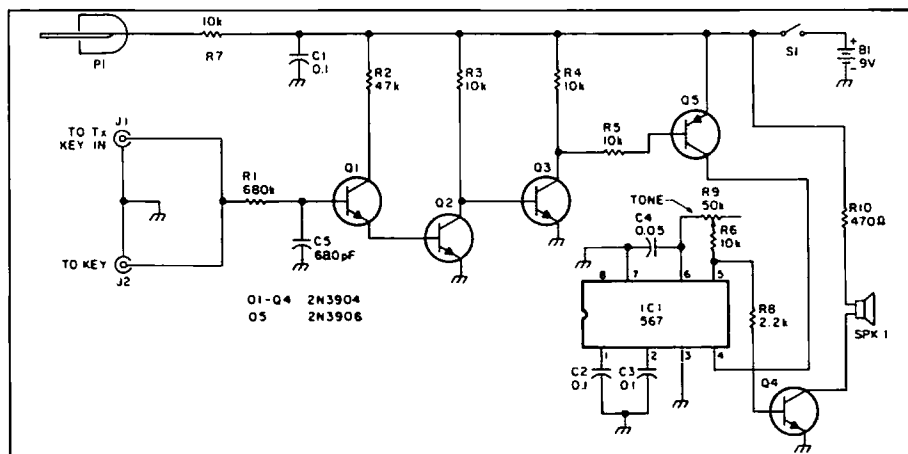 10k
R7
P1
C1
0.1
R2
47k
R3
10k
R4
10k
S1
+
B1
9V
-
Q5
R5
10k
J1
TO Tx
KEY IN
R1
680k
Q1
Q2
Q3
TONE
R9
50k
C4
0.05
R6
10k
R10
470Ω
TO KEY
J2
C5
680pF
Q1-Q4 2N3904
Q5 2N3906
8
7
6
5
IC1
567
R8
2.2k
SPK 1
1
2
3
4
C2
0.1
C3
0.1
Q4